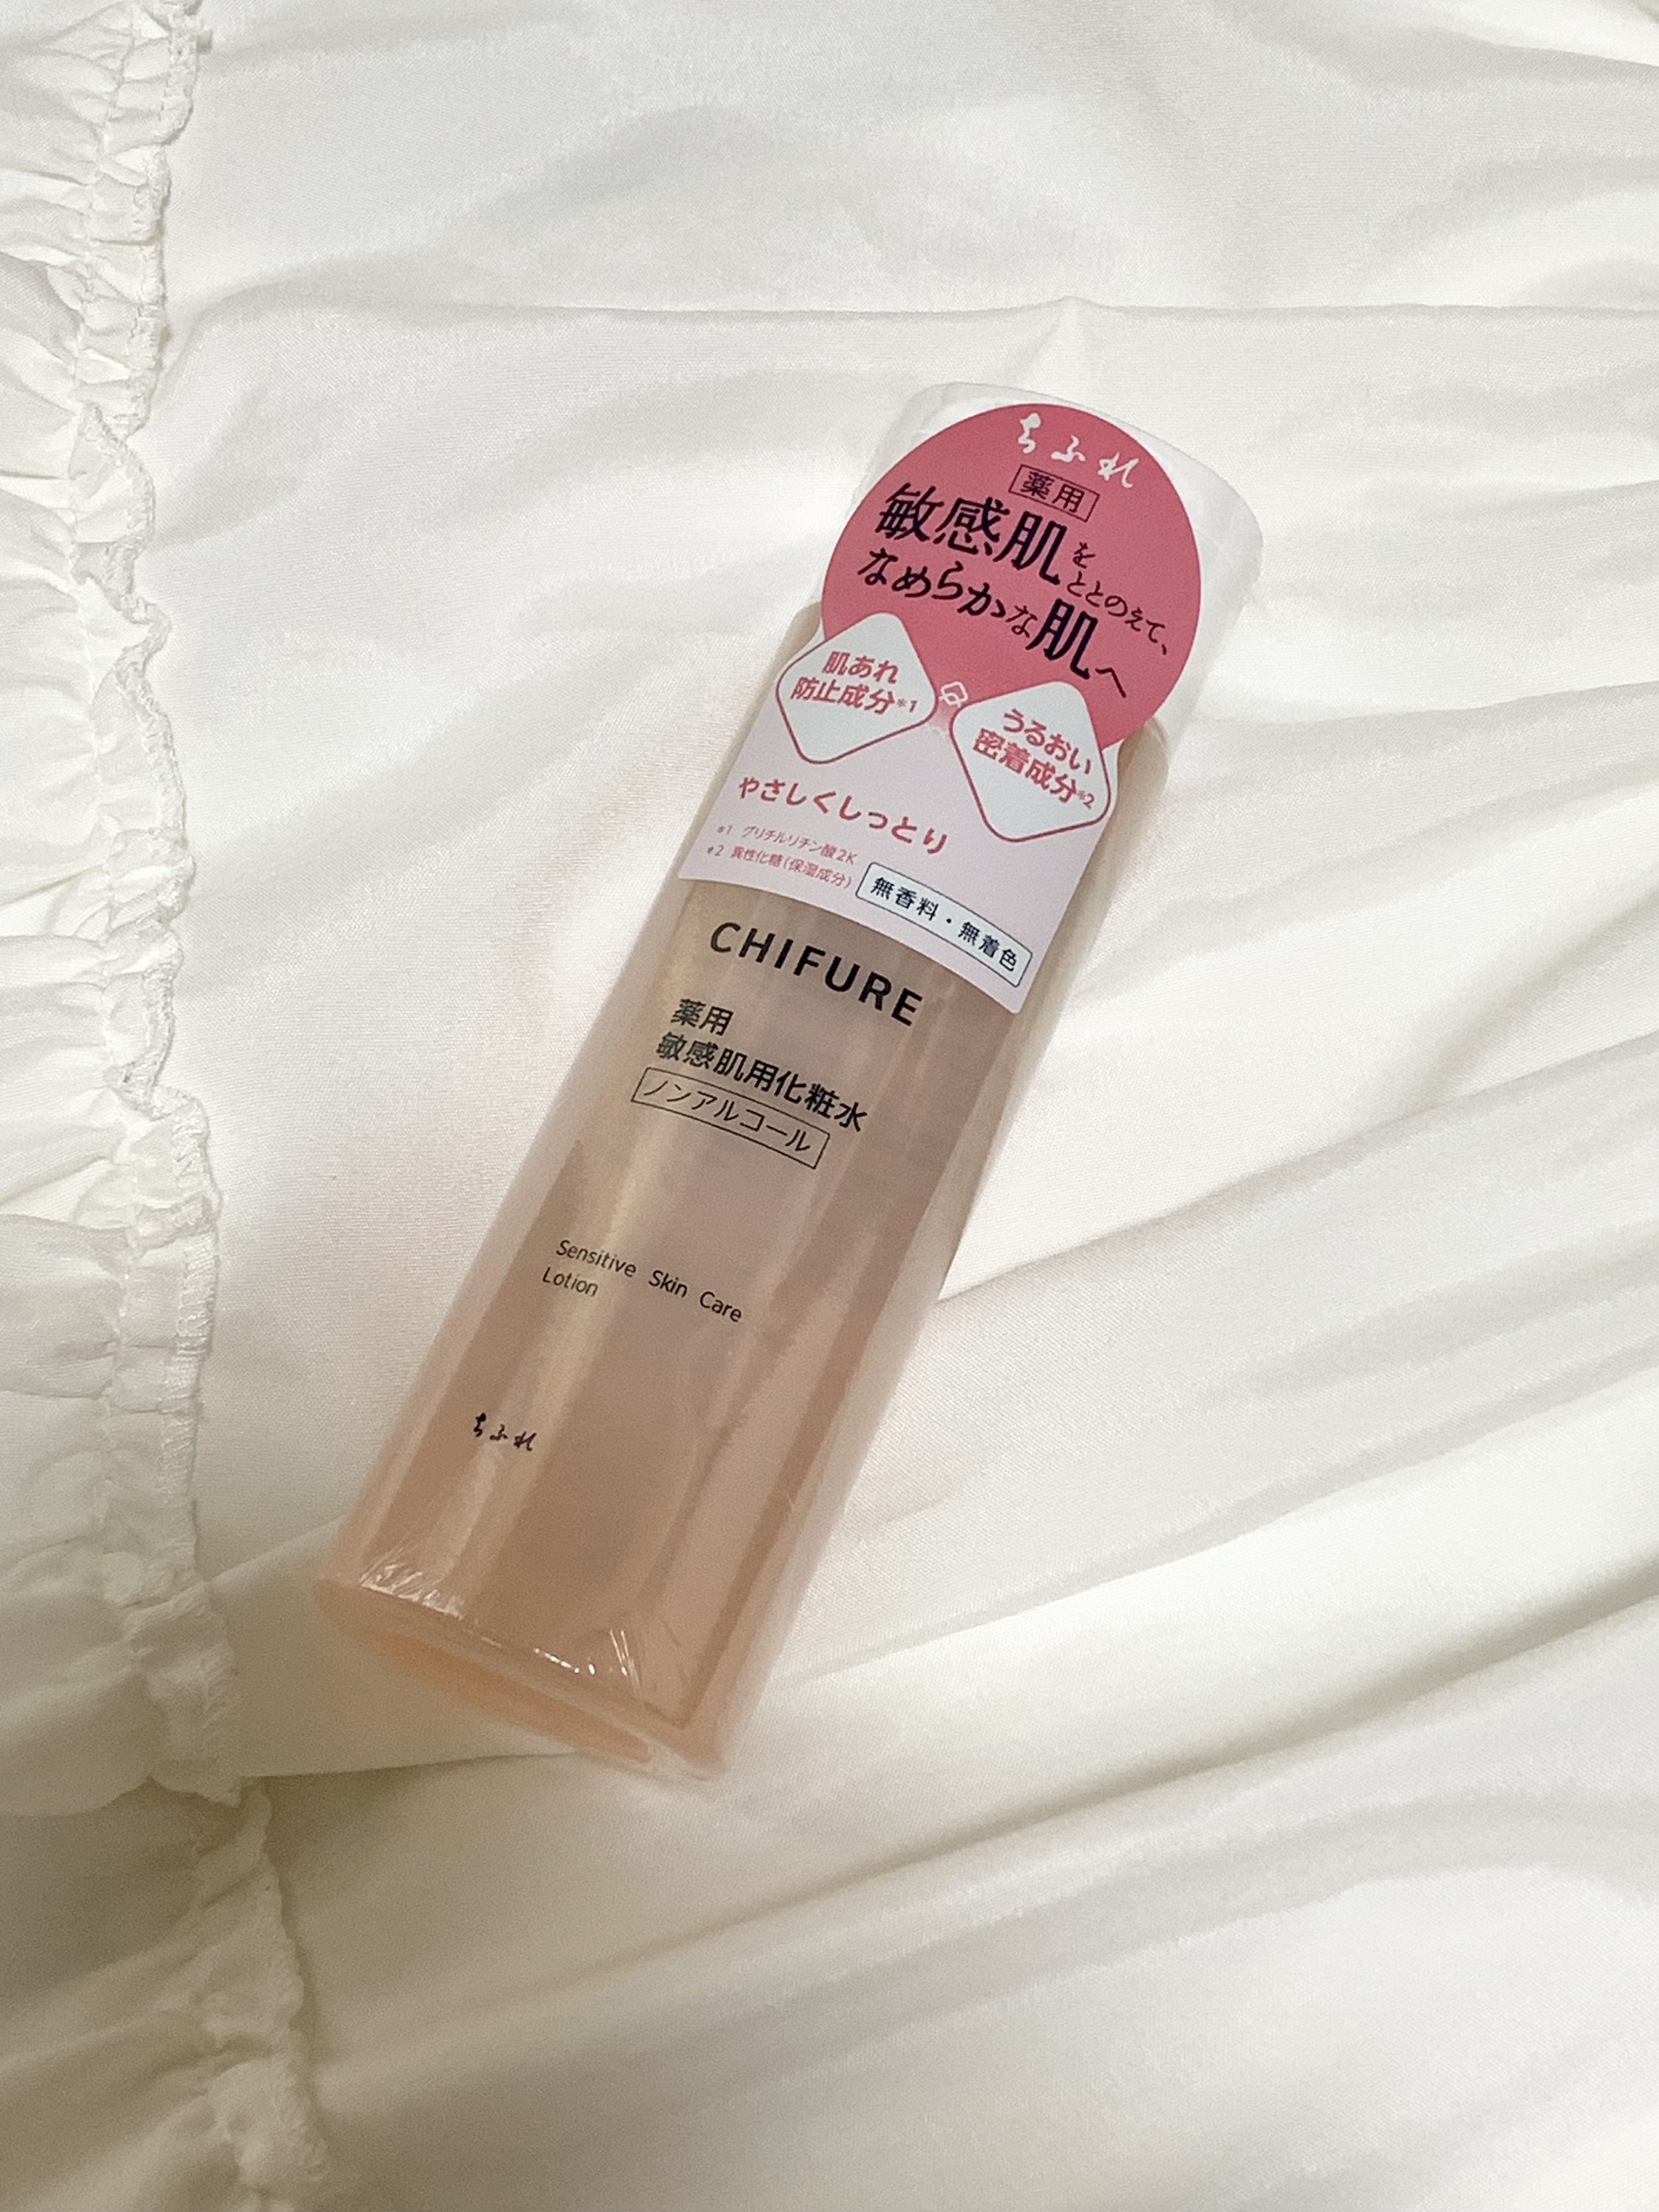 ちふれ
薬用
敏感肌を
ととのえて、
なめらかな肌へ
肌あれ
防止成分*1
うるおい
密着成分*2
やさしくしっとり
*1 グリチルリチン酸2K
*2 異性化糖(保湿成分)
無香料・無着色
CHIFURE
薬用
敏感肌用化粧水
ノンアルコール
Sensitive Skin Care
Lotion
ちふれ